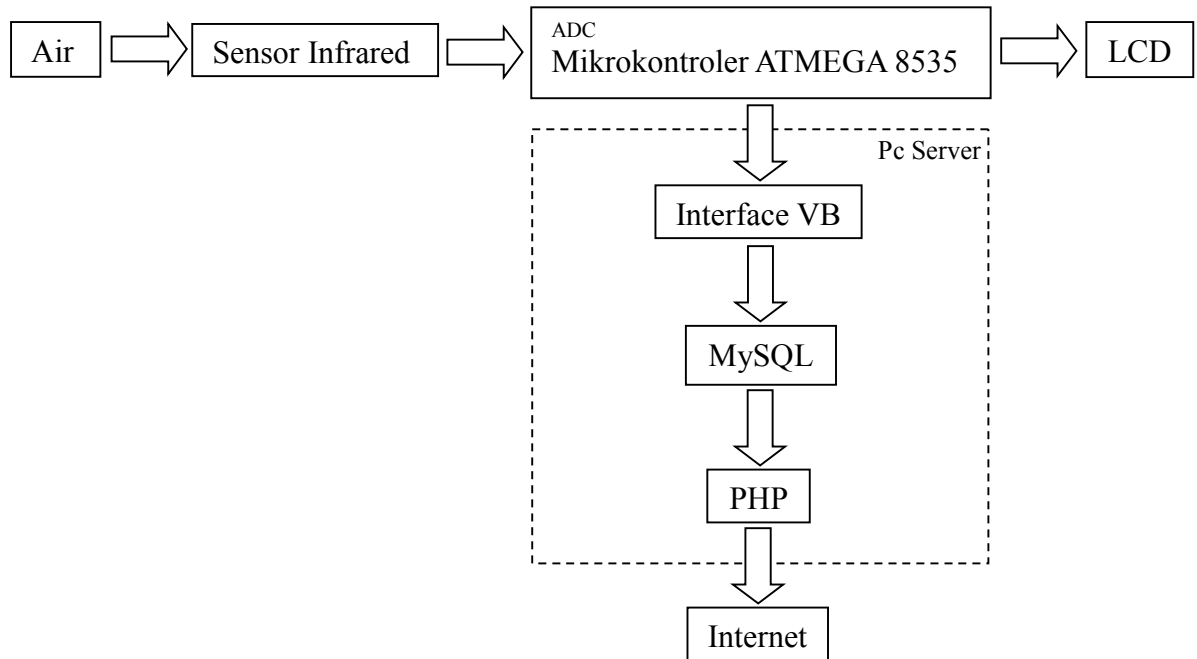 Air
Sensor Infrared
ADC
Mikrokontroler ATMEGA 8535
LCD
Pc Server
Interface VB
MySQL
PHP
Internet